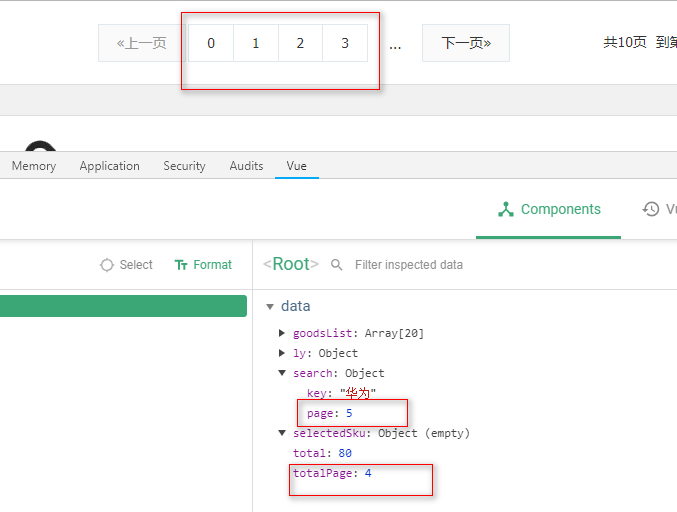 «上一页 0 1 2 3 ... 下一页» 共10页 到第
Memory Application Security Audits Vue
Components
Select Format <Root> Filter inspected data
data
goodsList: Array[20]
ly: Object
search: Object
key: "华为"
page: 5
selectedSku: Object (empty)
total: 80
totalPage: 4